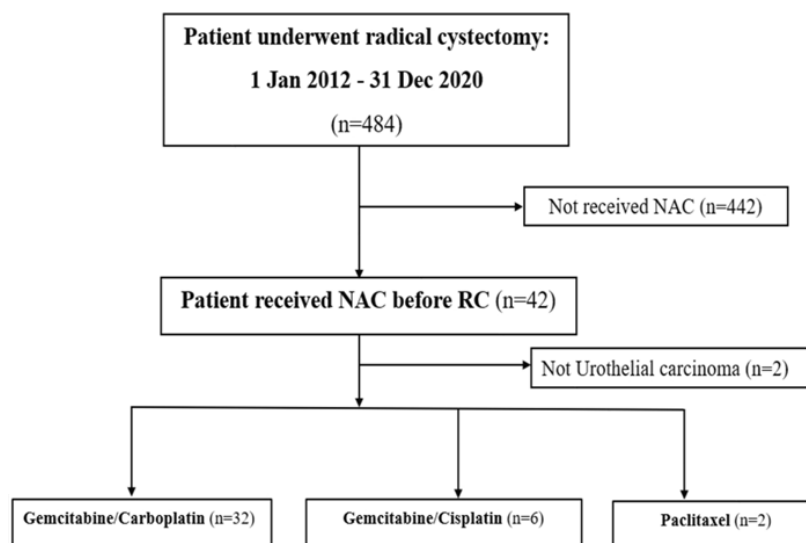 Patient underwent radical cystectomy:
1 Jan 2012 - 31 Dec 2020
(n=484)
Not received NAC (n=442)
Patient received NAC before RC (n=42)
Not Urothelial carcinoma (n=2)
Gemcitabine/Carboplatin (n=32)
Gemcitabine/Cisplatin (n=6)
Paclitaxel (n=2)